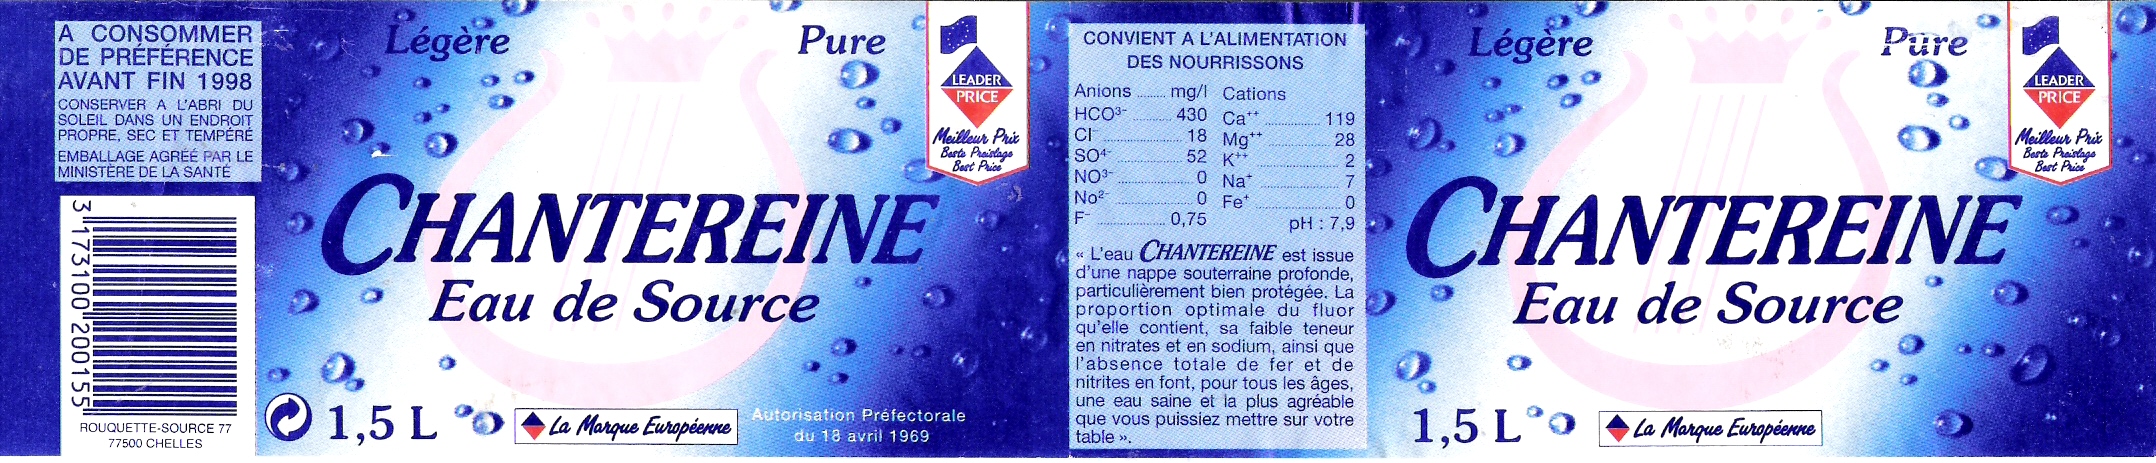 A CONSOMMER
DE PRÉFÉRENCE
AVANT FIN 1998
CONSERVER A L'ABRI DU
SOLEIL DANS UN ENDROIT
PROPRE, SEC ET TEMPÉRÉ
EMBALLAGE AGRÉÉ PAR LE
MINISTÈRE DE LA SANTÉ
3 173100 200155
ROUQUETTE-SOURCE 77
77500 CHELLES
Légère
Pure
LEADER
PRICE
Meilleur Prix
Beste Preislage
Best Price
CHANTEREINE
Eau de Source
1,5 L
La Marque Européenne
Autorisation Préfectorale
du 18 avril 1969
CONVIENT A L'ALIMENTATION
DES NOURRISSONS
Anions ......... mg/l Cations
HCO³⁻ ............ 430 Ca⁺⁺ ............... 119
Cl⁻ ..................... 18 Mg⁺⁺ ................ 28
SO⁴⁻ .................. 52 K⁺⁺ ..................... 2
NO³⁻ .................... 0 Na⁺ ..................... 7
No²⁻ ..................... 0 Fe⁺ ...................... 0
F⁻ .................. 0,75 pH : 7,9
« L'eau CHANTEREINE est issue
d'une nappe souterraine profonde,
particulièrement bien protégée. La
proportion optimale du fluor
qu'elle contient, sa faible teneur
en nitrates et en sodium, ainsi que
l'absence totale de fer et de
nitrites en font, pour tous les âges,
une eau saine et la plus agréable
que vous puissiez mettre sur votre
table ».
Légère
Pure
LEADER
PRICE
Meilleur Prix
Beste Preislage
Best Price
CHANTEREINE
Eau de Source
1,5 L
La Marque Européenne